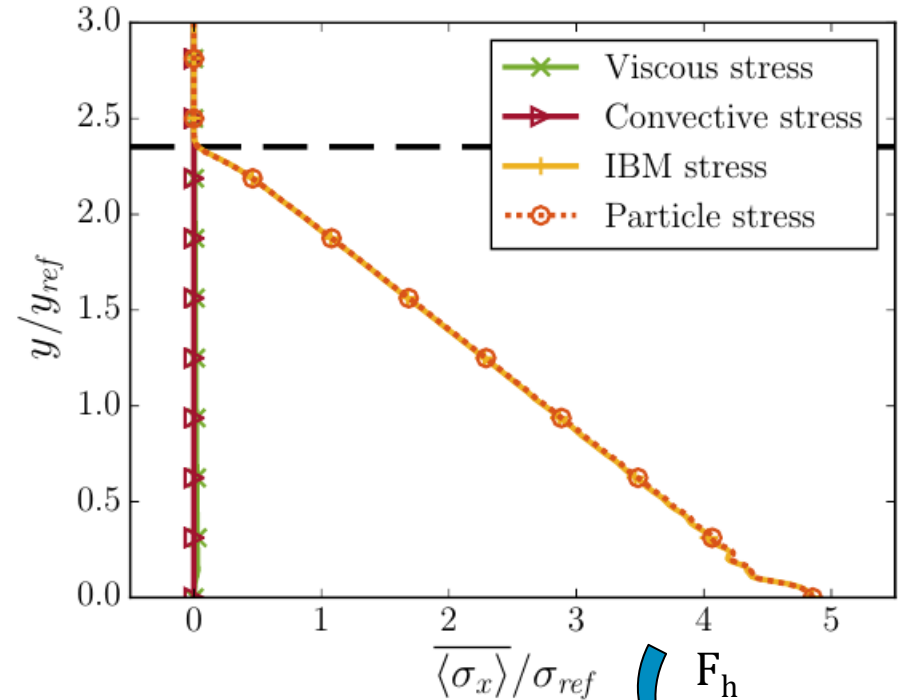 3.0
2.5
2.0
1.5
1.0
0.5
0.0
y/y_ref
Viscous stress
Convective stress
IBM stress
Particle stress
0 1 2 3 4 5
\overline{⟨σ_x⟩}/σ_ref
F_h